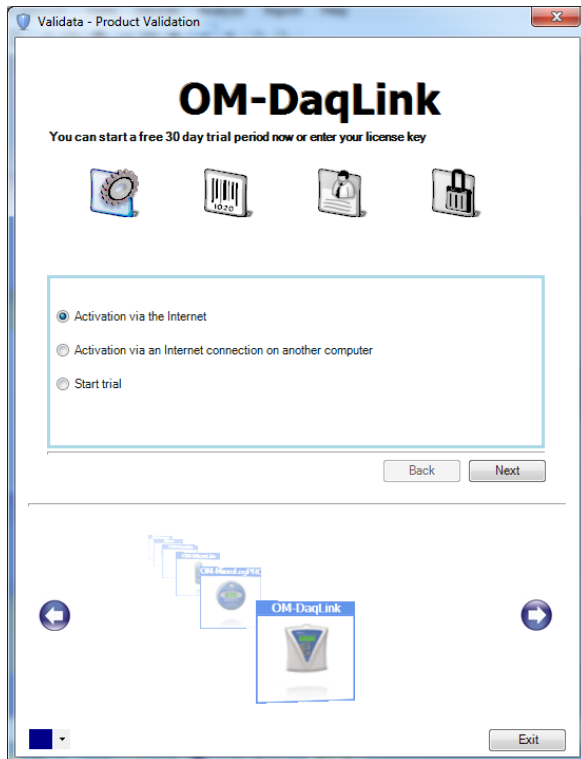 Validata - Product Validation
OM-DaqLink
You can start a free 30 day trial period now or enter your license key
1020
Activation via the Internet
Activation via an Internet connection on another computer
Start trial
Back
Next
OM-DaqLink
Exit